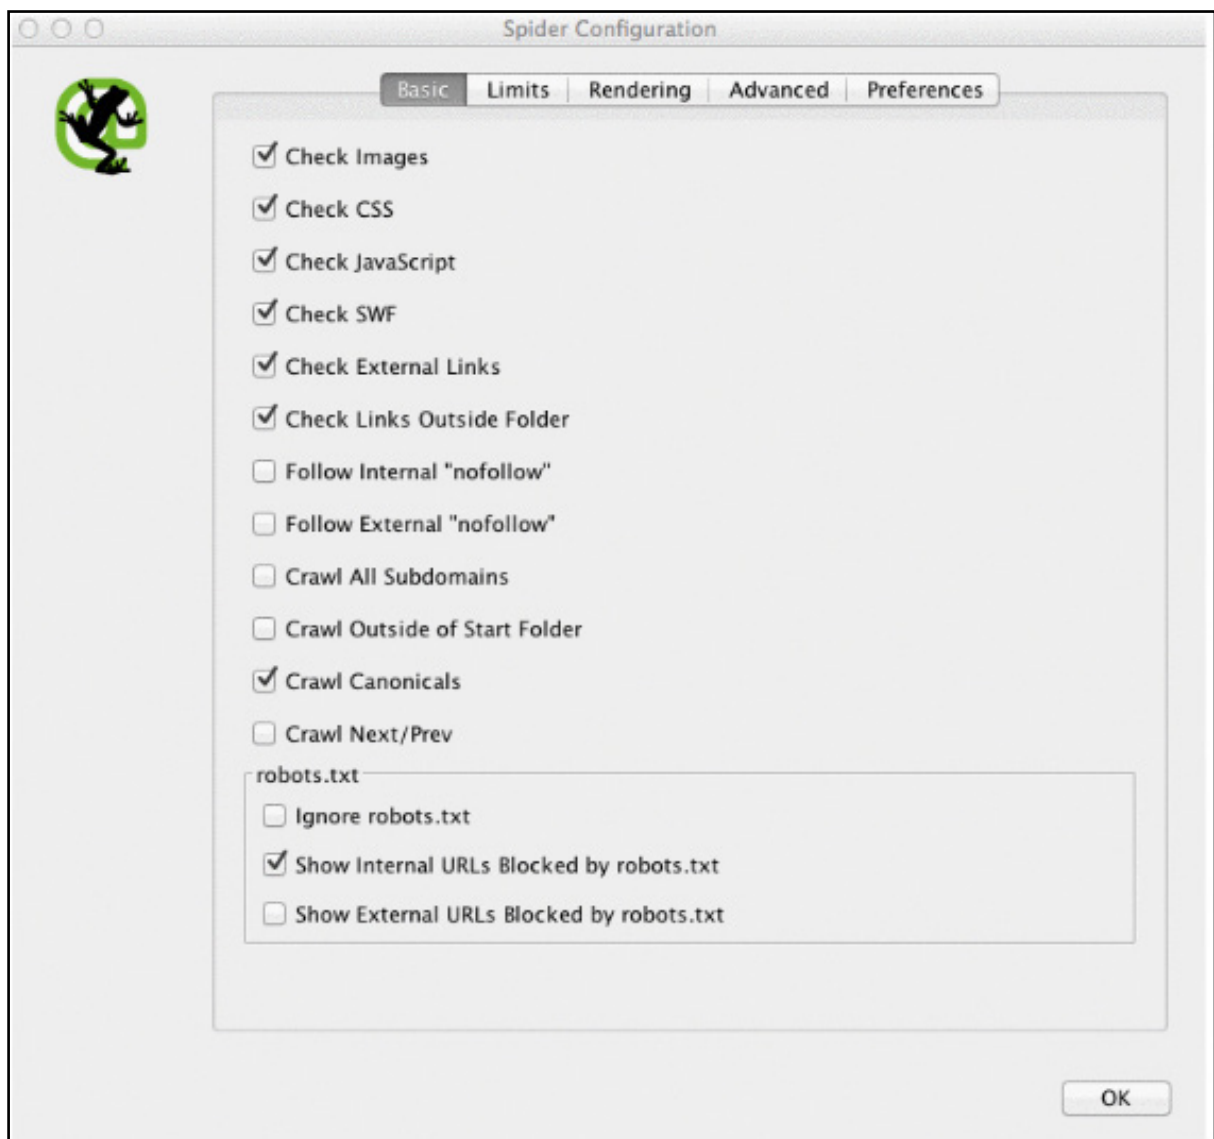 Spider Configuration
Basic Limits Rendering Advanced Preferences
Check Images
Check CSS
Check JavaScript
Check SWF
Check External Links
Check Links Outside Folder
Follow Internal "nofollow"
Follow External "nofollow"
Crawl All Subdomains
Crawl Outside of Start Folder
Crawl Canonicals
Crawl Next/Prev
robots.txt
Ignore robots.txt
Show Internal URLs Blocked by robots.txt
Show External URLs Blocked by robots.txt
OK